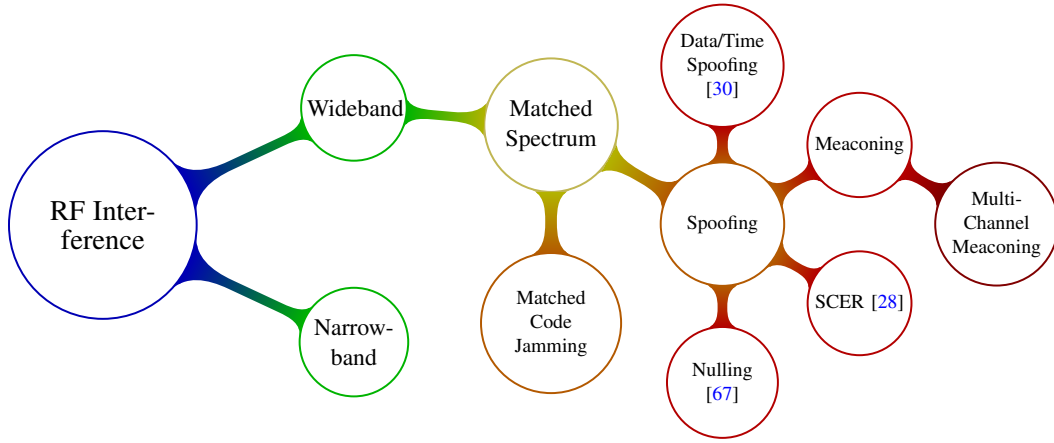 RF Inter-
ference
Wideband
Narrow-
band
Matched
Spectrum
Matched
Code
Jamming
Spoofing
Data/Time
Spoofing
[30]
Meaconing
Multi-
Channel
Meaconing
SCER [28]
Nulling
[67]